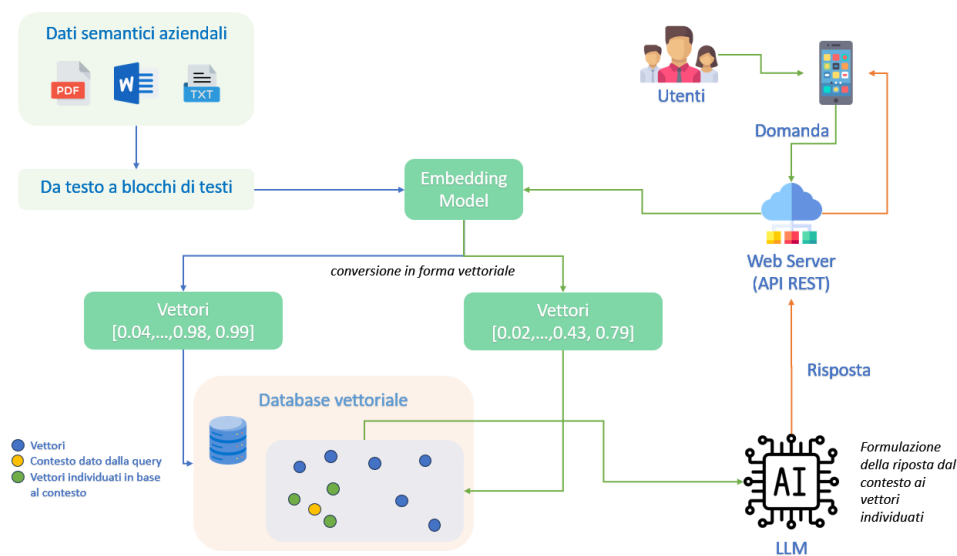 Dati semantici aziendali
PDF
W
TXT
Utenti
Domanda
Da testo a blocchi di testi
Embedding
Model
Web Server
(API REST)
conversione in forma vettoriale
Vettori
[0.04,...,0.98, 0.99]
Vettori
[0.02,...,0.43, 0.79]
Risposta
Database vettoriale
Vettori
Contesto dato dalla query
Vettori individuati in base
al contesto
AI
Formulazione
della riposta dal
contesto ai
vettori
individuati
LLM